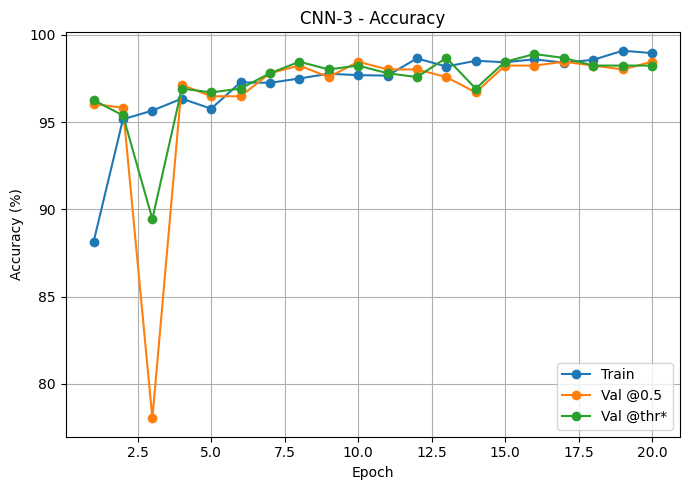 CNN-3 - Accuracy
Accuracy (%)
100
95
90
85
80
2.5 5.0 7.5 10.0 12.5 15.0 17.5 20.0
Epoch
Train
Val @0.5
Val @thr*